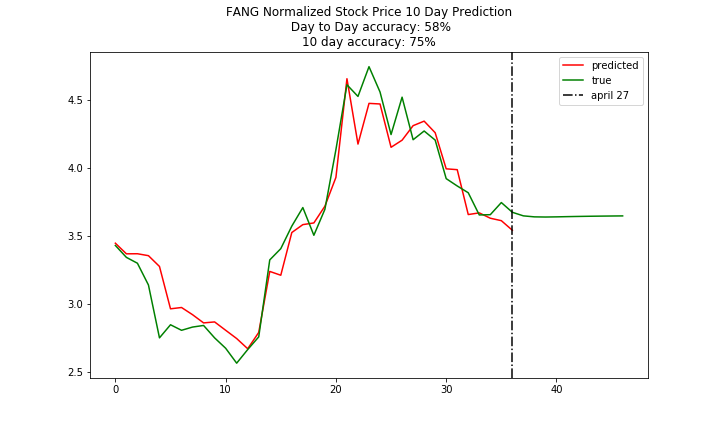 FANG Normalized Stock Price 10 Day Prediction
Day to Day accuracy: 58%
10 day accuracy: 75%
predicted
true
april 27
4.5
4.0
3.5
3.0
2.5
0
10
20
30
40